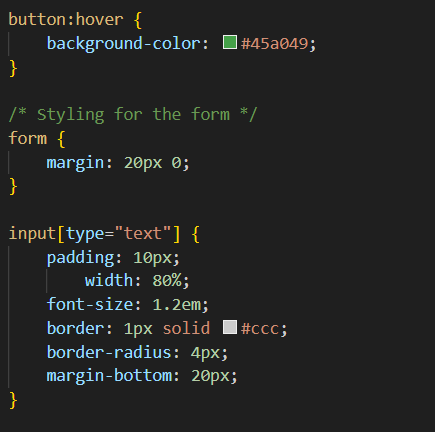 button:hover {
    background-color: #45a049;
}

/* Styling for the form */
form {
    margin: 20px 0;
}

input[type="text"] {
    padding: 10px;
        width: 80%;
    font-size: 1.2em;
    border: 1px solid #ccc;
    border-radius: 4px;
    margin-bottom: 20px;
}